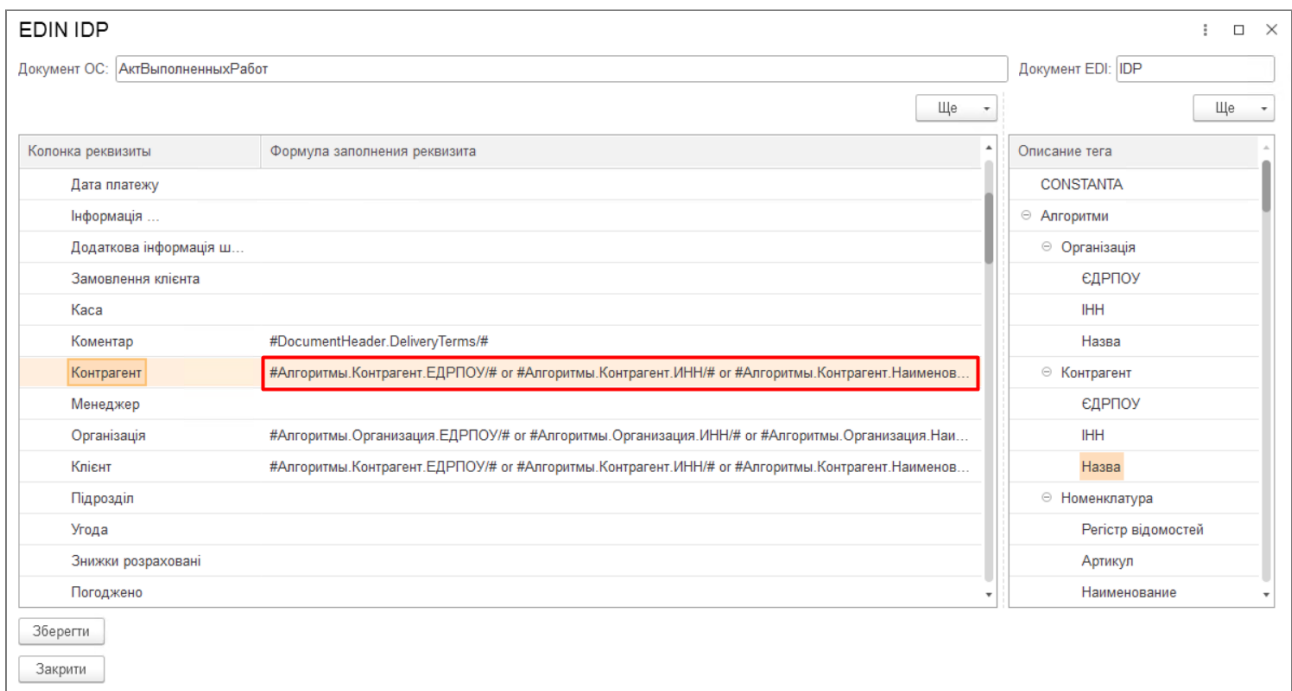 EDIN IDP
Документ ОС: АктВыполненныхРабот Документ EDI: IDP
Ще Ще
Колонка реквизиты Формула заполнения реквизита Описание тега
Дата платежу CONSTANTA
Інформація ... Алгоритми
Додаткова інформація ш... Організація
Замовлення клієнта ЄДРПОУ
Каса ІНН
Коментар #DocumentHeader.DeliveryTerms/# Назва
Контрагент #Алгоритмы.Контрагент.ЕДРПОУ/# or #Алгоритмы.Контрагент.ИНН/# or #Алгоритмы.Контрагент.Наименов... Контрагент
Менеджер ЄДРПОУ
Організація #Алгоритмы.Организация.ЕДРПОУ/# or #Алгоритмы.Организация.ИНН/# or #Алгоритмы.Организация.Наи... ІНН
Клієнт #Алгоритмы.Контрагент.ЕДРПОУ/# or #Алгоритмы.Контрагент.ИНН/# or #Алгоритмы.Контрагент.Наименов... Назва
Підрозділ Номенклатура
Угода Регістр відомостей
Знижки розраховані Артикул
Погоджено Наименование
Зберегти
Закрити